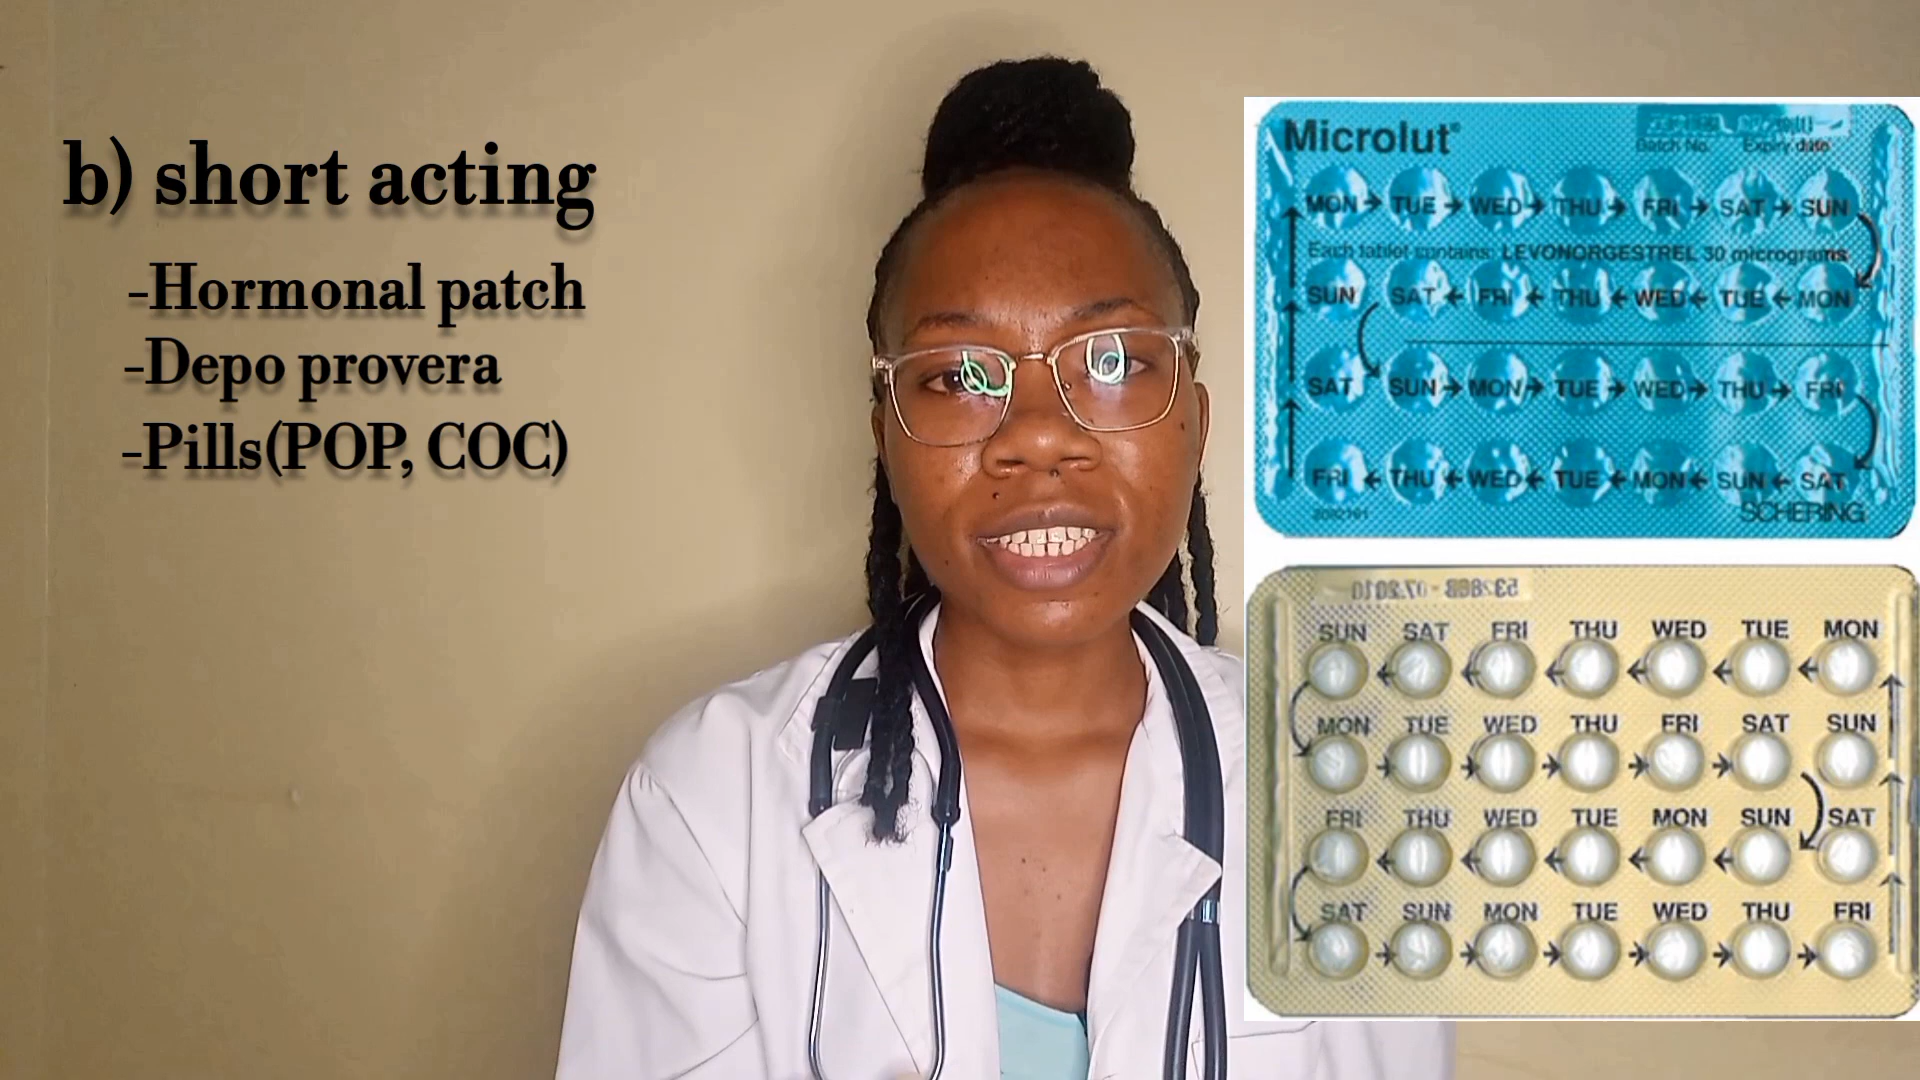 b) short acting
-Hormonal patch
-Depo provera
-Pills(POP, COC)
Microlut®
Batch No. Expiry date
MON → TUE → WED → THU → FRI → SAT → SUN
Each tablet contains: LEVONORGESTREL 30 micrograms
SUN SAT ← FRI ← THU ← WED ← TUE ← MON
SAT SUN → MON → TUE → WED → THU → FRI
FRI ← THU ← WED ← TUE ← MON ← SUN ← SAT
SCHERING
SUN SAT FRI THU WED TUE MON
MON TUE WED THU FRI SAT SUN
FRI THU WED TUE MON SUN SAT
SAT SUN MON TUE WED THU FRI